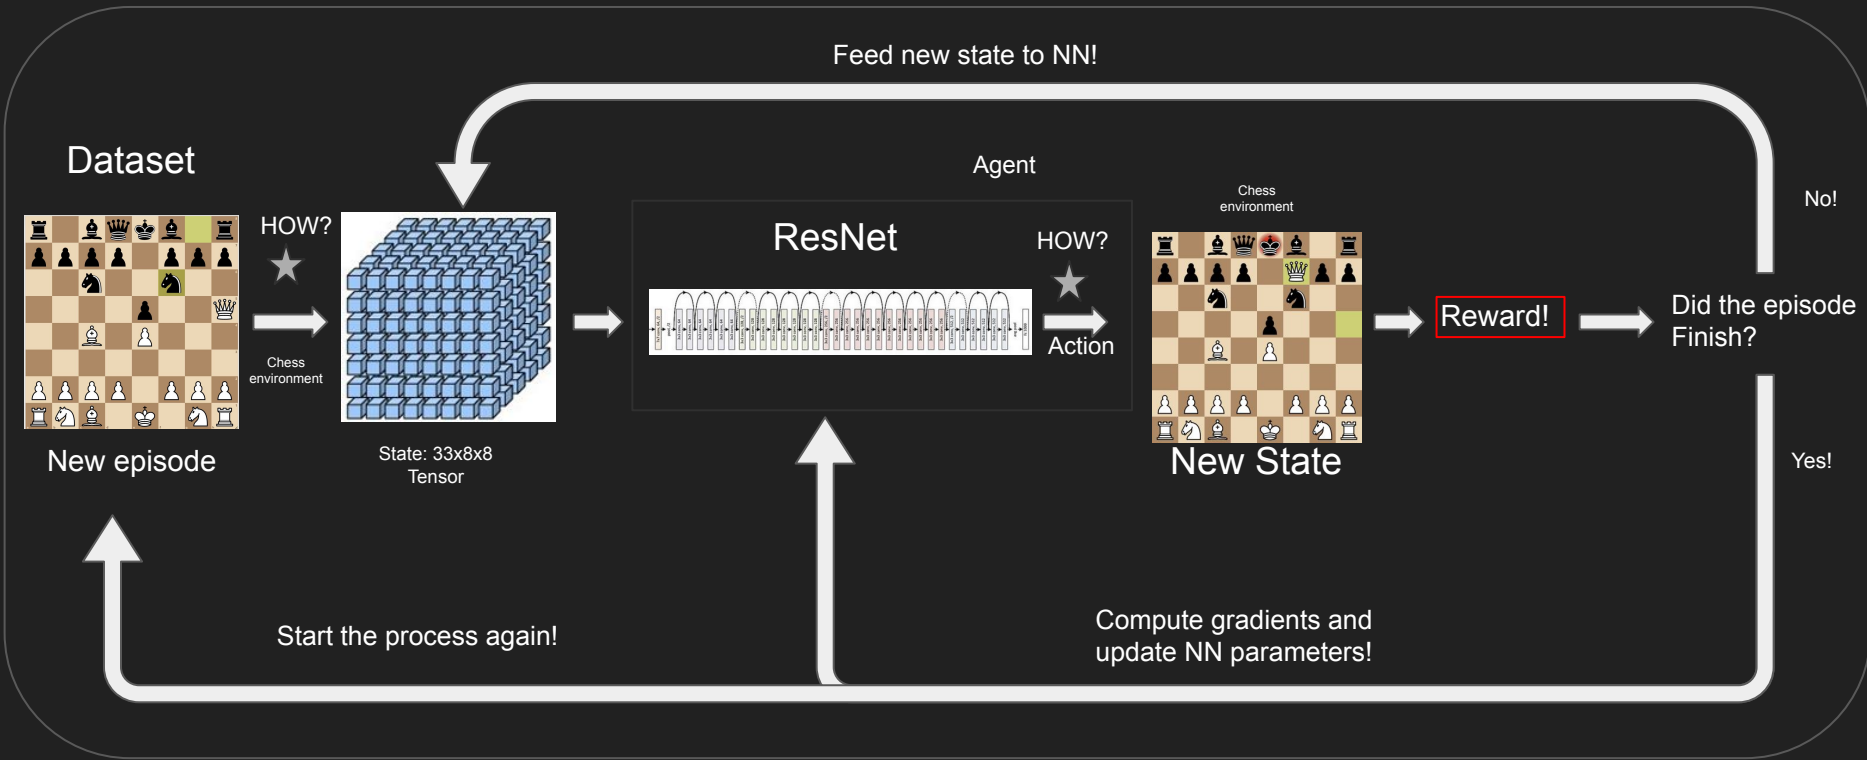 Feed new state to NN!
Dataset
Agent
Chess
environment
No!
HOW?
ResNet
HOW?
Reward!
Did the episode
Finish?
Action
Chess
environment
New episode
State: 33x8x8
Tensor
New State
Yes!
Start the process again!
Compute gradients and
update NN parameters!